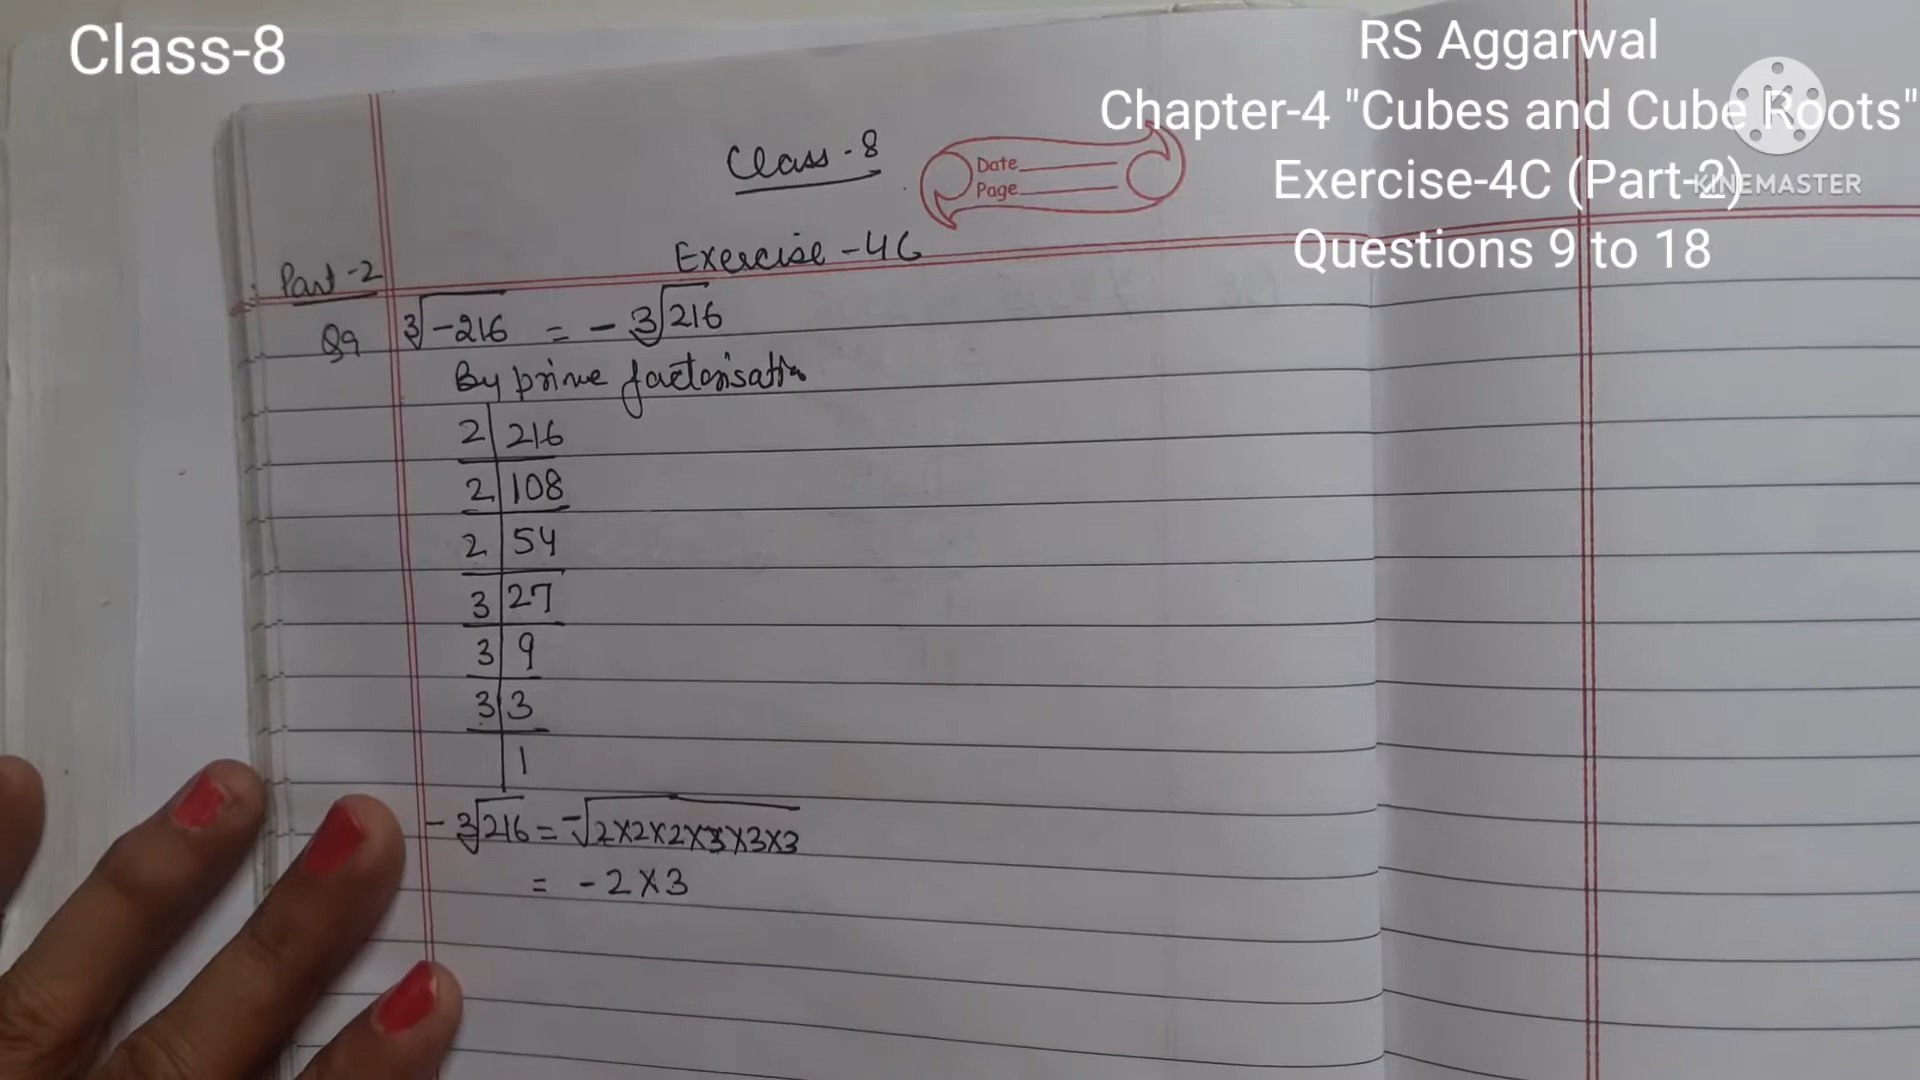 Class-8
RS Aggarwal
Chapter-4 "Cubes and Cube Roots"
Exercise-4C (Part-2)
KINEMASTER
Questions 9 to 18
Class - 8
Date
Page
Exercise - 4C
Part-2
Q9 ∛-216 = - ∛216
By prime factorisation
2 | 216
2 | 108
2 | 54
3 | 27
3 | 9
3 | 3
1
- ∛216 = -√2×2×2×3×3×3
= -2×3